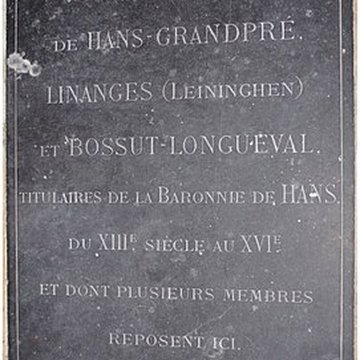 DE HANS-GRANDPRÉ,
LINANGES (LEININGHEN)
ET BOSSUT-LONGUEVAL,
TITULAIRES DE LA BARONNIE DE HANS,
DU XIIIE SIÈCLE AU XVIE
ET DONT PLUSIEURS MEMBRES
REPOSENT ICI.